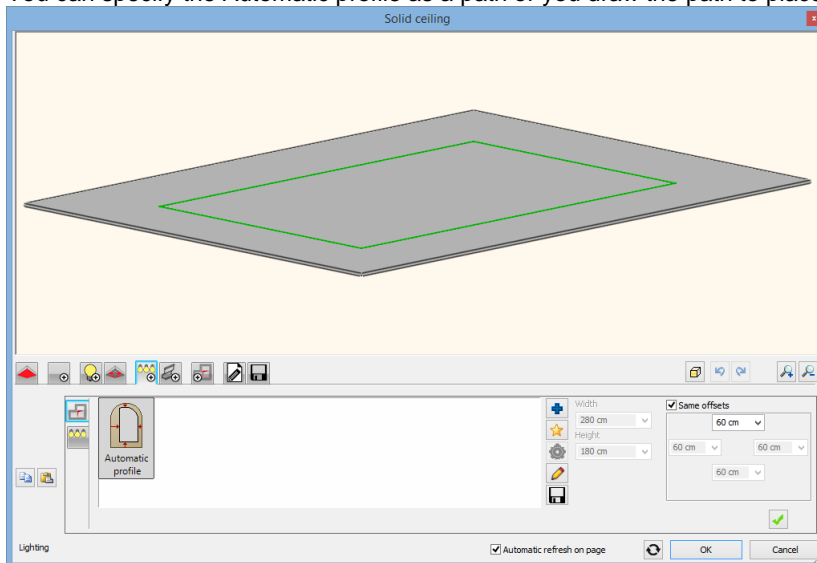 You can specify the Automatic profile as a path or you draw the path to place
Solid ceiling
x
Width
280 cm
Height
180 cm
Same offsets
60 cm
60 cm
60 cm
60 cm
Automatic
profile
Lighting
Automatic refresh on page
OK
Cancel